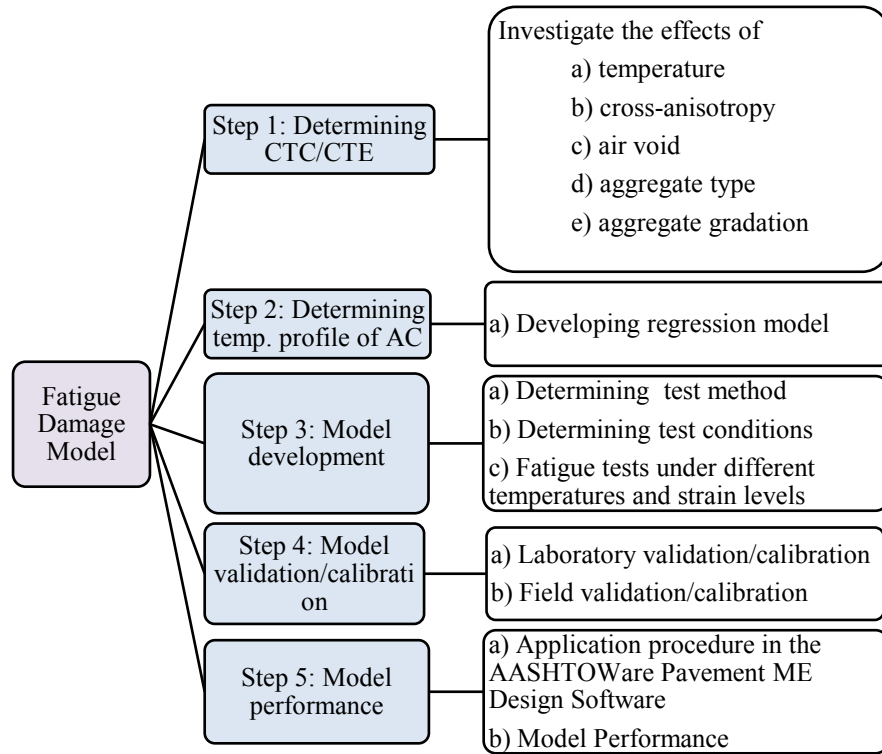 Fatigue
Damage
Model
Step 1: Determining
CTC/CTE
Investigate the effects of
a) temperature
b) cross-anisotropy
c) air void
d) aggregate type
e) aggregate gradation
Step 2: Determining
temp. profile of AC
a) Developing regression model
Step 3: Model
development
a) Determining test method
b) Determining test conditions
c) Fatigue tests under different
temperatures and strain levels
Step 4: Model
validation/calibrati
on
a) Laboratory validation/calibration
b) Field validation/calibration
Step 5: Model
performance
a) Application procedure in the
AASHTOWare Pavement ME
Design Software
b) Model Performance